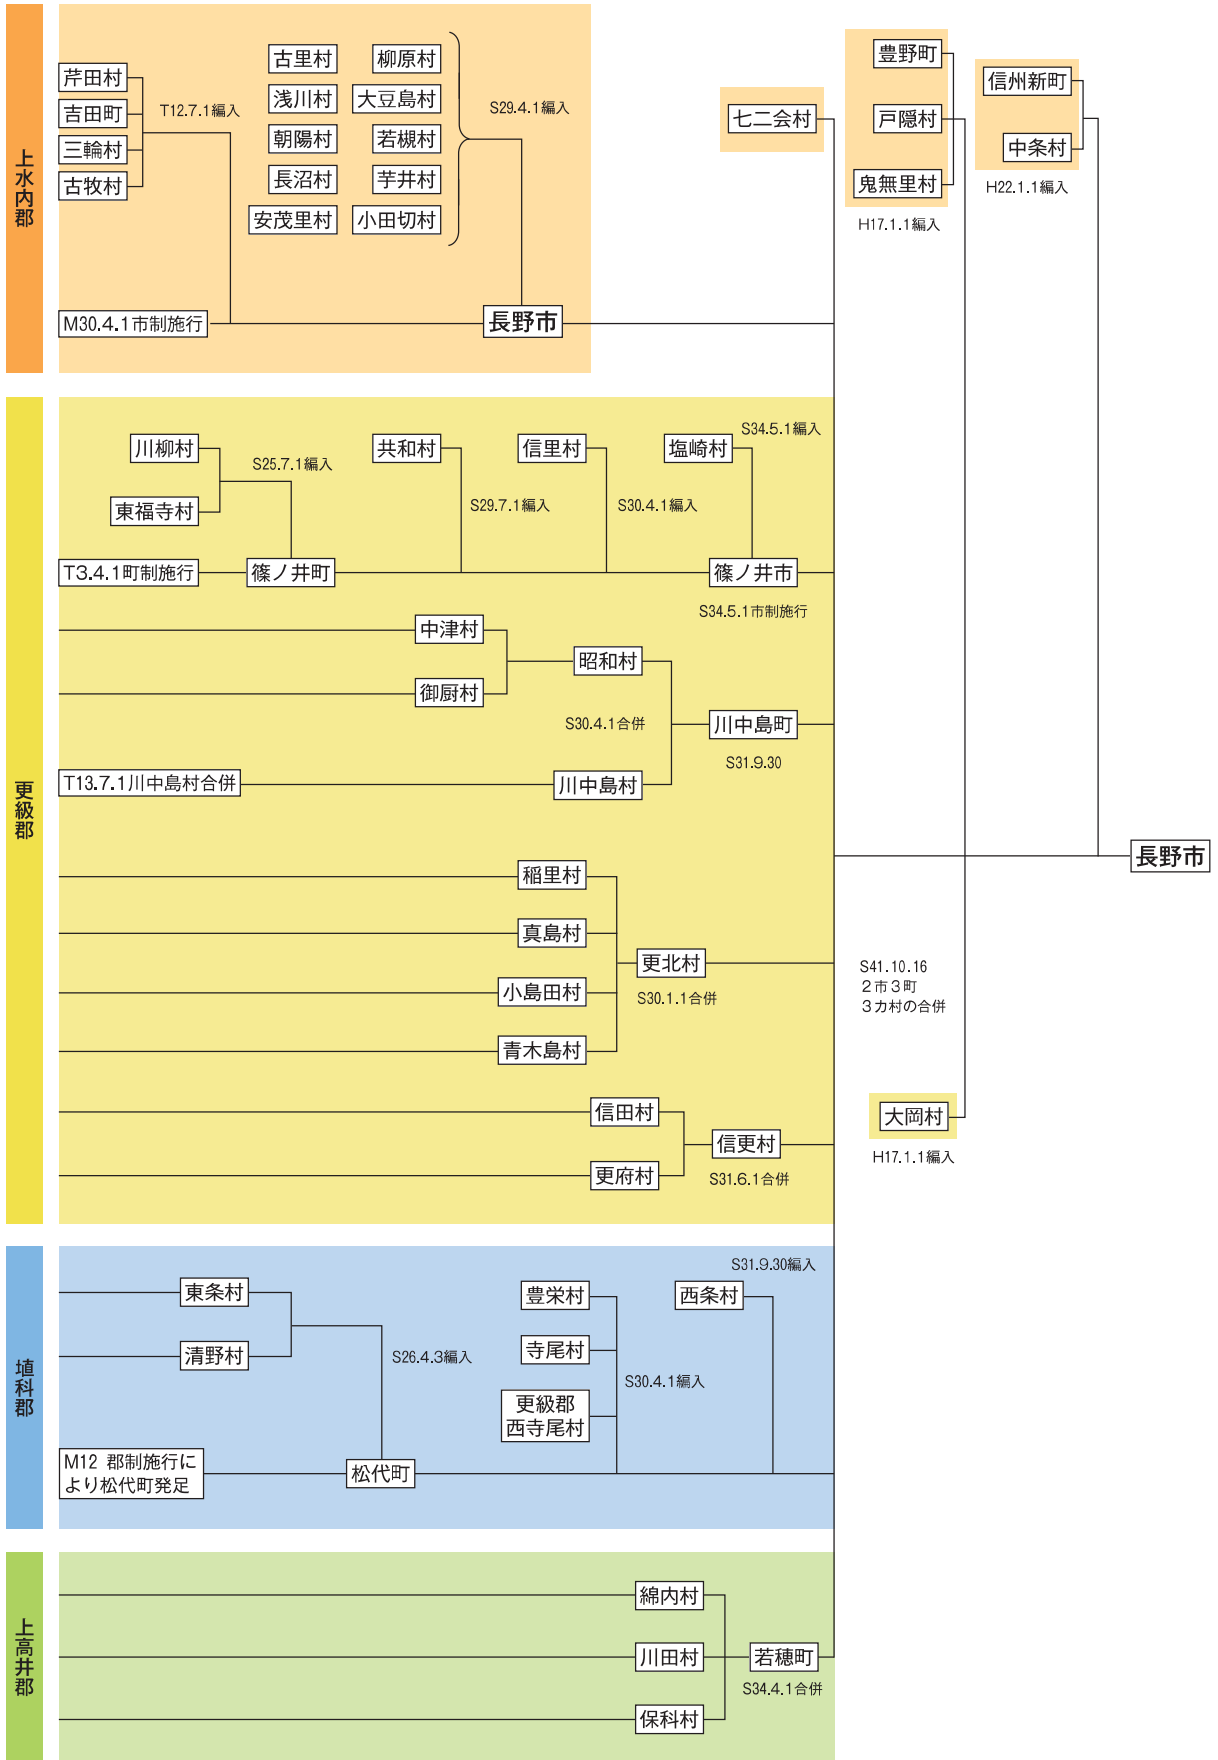 上水内郡
芹田村
吉田町
三輪村
古牧村
T12.7.1編入
古里村
柳原村
浅川村
大豆島村
朝陽村
若槻村
長沼村
芋井村
安茂里村
小田切村
S29.4.1編入
M30.4.1市制施行
長野市
七二会村
豊野町
戸隠村
鬼無里村
H17.1.1編入
信州新町
中条村
H22.1.1編入
更級郡
川柳村
東福寺村
S25.7.1編入
共和村
S29.7.1編入
信里村
S30.4.1編入
塩崎村
S34.5.1編入
T3.4.1町制施行
篠ノ井町
篠ノ井市
S34.5.1市制施行
中津村
御厨村
昭和村
S30.4.1合併
川中島町
S31.9.30
T13.7.1川中島村合併
川中島村
長野市
稲里村
真島村
小島田村
青木島村
更北村
S30.1.1合併
S41.10.16
2市3町
3カ村の合併
信田村
更府村
信更村
S31.6.1合併
大岡村
H17.1.1編入
埴科郡
東条村
清野村
S26.4.3編入
豊栄村
寺尾村
更級郡
西寺尾村
S30.4.1編入
西条村
S31.9.30編入
M12 郡制施行に
より松代町発足
松代町
上高井郡
綿内村
川田村
保科村
若穂町
S34.4.1合併